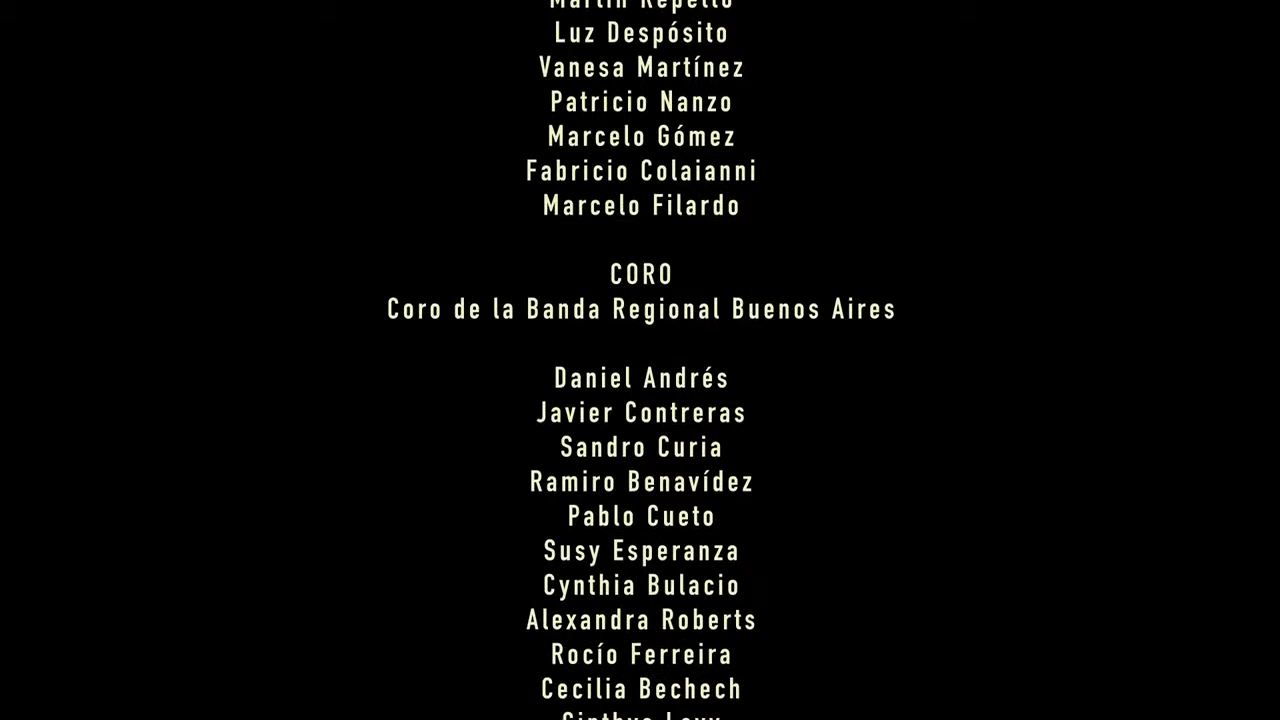 Luz Despósito
Vanesa Martínez
Patricio Nanzo
Marcelo Gómez
Fabricio Colaianni
Marcelo Filardo
CORO
Coro de la Banda Regional Buenos Aires
Daniel Andrés
Javier Contreras
Sandro Curia
Ramiro Benavídez
Pablo Cueto
Susy Esperanza
Cynthia Bulacio
Alexandra Roberts
Rocío Ferreira
Cecilia Bechech